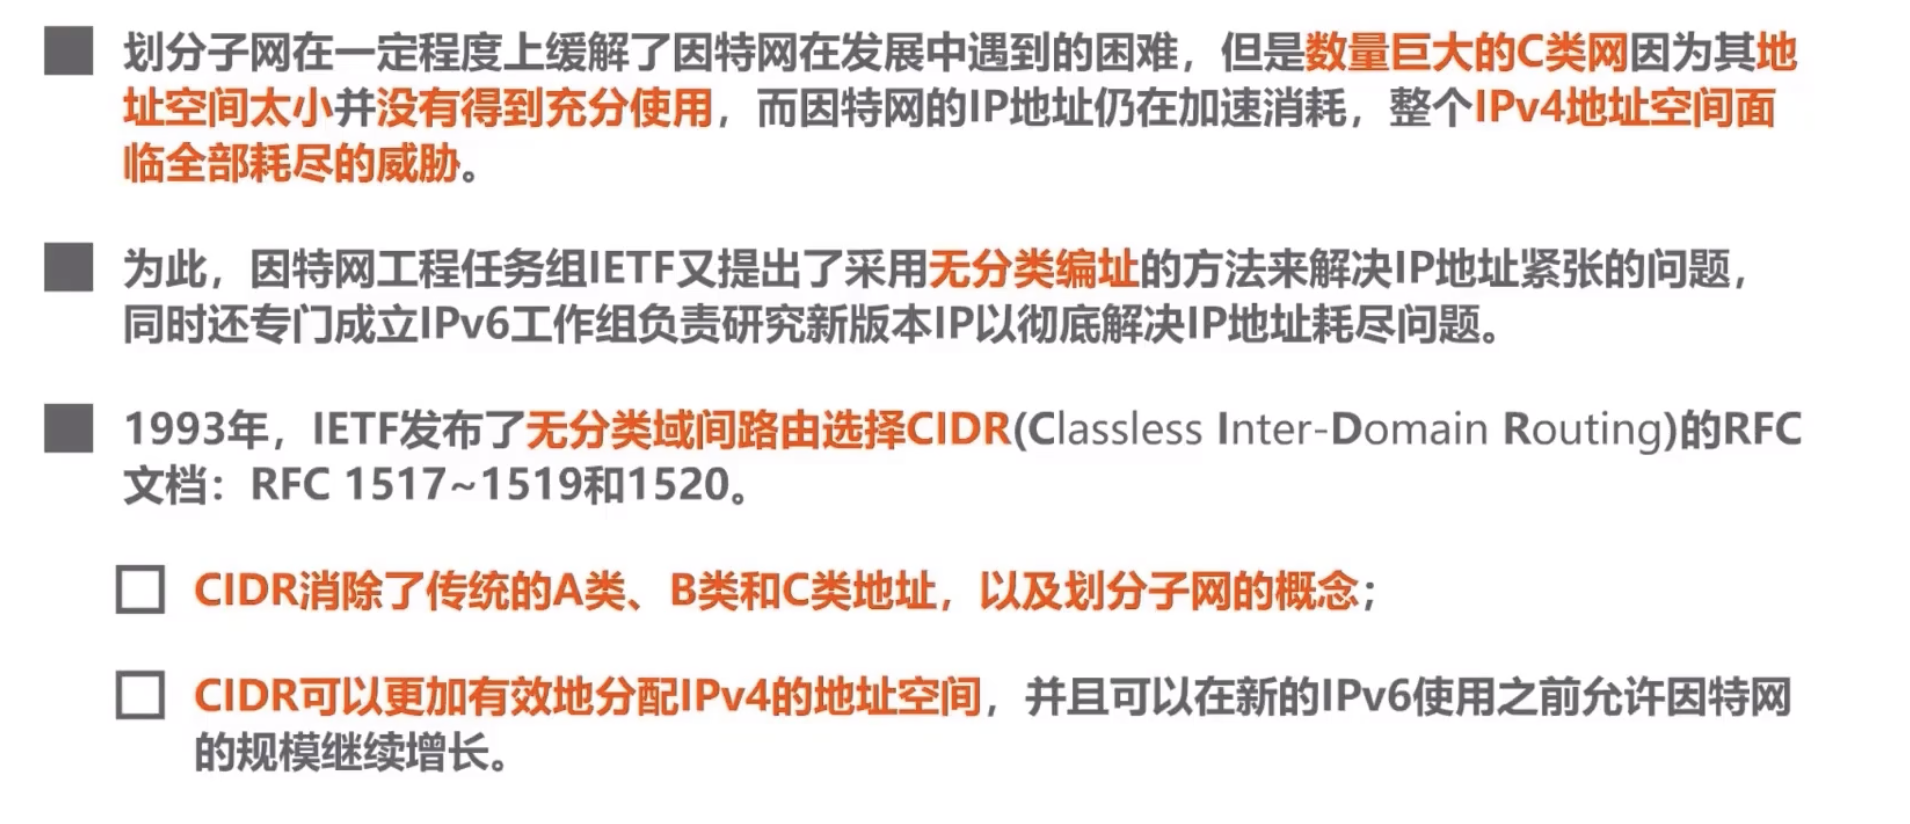 划分子网在一定程度上缓解了因特网在发展中遇到的困难，但是数量巨大的C类网因为其地
址空间太小并没有得到充分使用，而因特网的IP地址仍在加速消耗，整个IPv4地址空间面
临全部耗尽的威胁。
为此，因特网工程任务组IETF又提出了采用无分类编址的方法来解决IP地址紧张的问题，
同时还专门成立IPv6工作组负责研究新版本IP以彻底解决IP地址耗尽问题。
1993年，IETF发布了无分类域间路由选择CIDR(Classless Inter-Domain Routing)的RFC
文档：RFC 1517~1519和1520。
CIDR消除了传统的A类、B类和C类地址，以及划分子网的概念；
CIDR可以更加有效地分配IPv4的地址空间，并且可以在新的IPv6使用之前允许因特网
的规模继续增长。